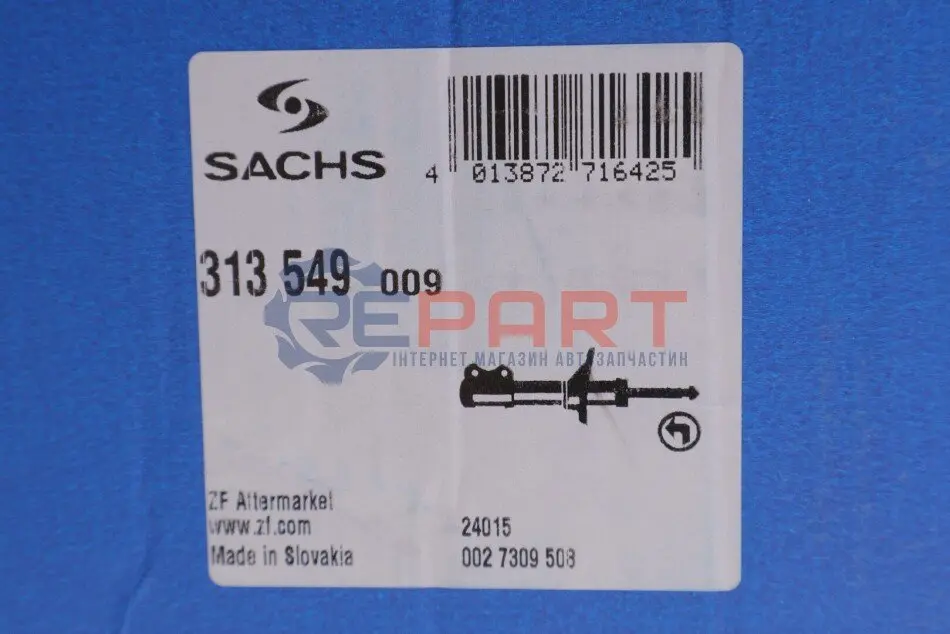 SACHS
4 013872 716425
313 549 009
REPART
ІНТЕРНЕТ МАГАЗИН АВТОЗАПЧАСТИН
ZF Aftermarket
www.zf.com
Made in Slovakia
24015
002 7309 508